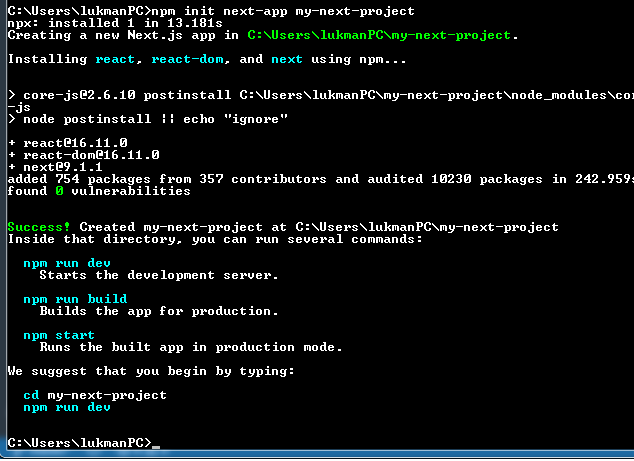 C:\Users\lukmanPC>npm init next-app my-next-project
npx: installed 1 in 13.181s
Creating a new Next.js app in C:\Users\lukmanPC\my-next-project.
Installing react, react-dom, and next using npm...
> core-js@2.6.10 postinstall C:\Users\lukmanPC\my-next-project\node_modules\cor
-js
> node postinstall || echo "ignore"
+ react@16.11.0
+ react-dom@16.11.0
+ next@9.1.1
added 754 packages from 357 contributors and audited 10230 packages in 242.959s
found 0 vulnerabilities
Success! Created my-next-project at C:\Users\lukmanPC\my-next-project
Inside that directory, you can run several commands:
npm run dev
Starts the development server.
npm run build
Builds the app for production.
npm start
Runs the built app in production mode.
We suggest that you begin by typing:
cd my-next-project
npm run dev
C:\Users\lukmanPC>_